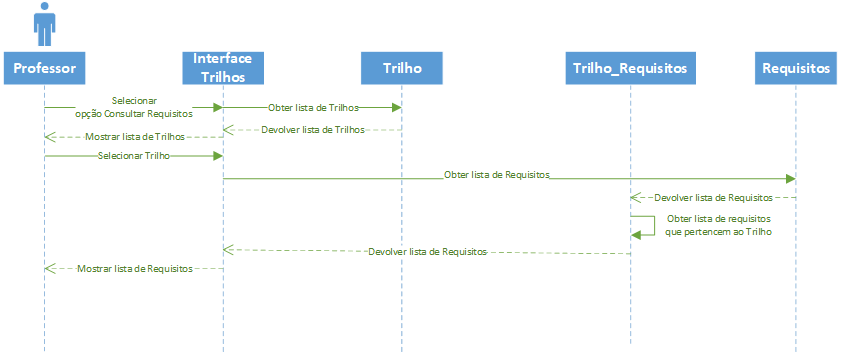 Professor
Interface
Trilhos
Trilho
Trilho_Requisitos
Requisitos
Selecionar
opção Consultar Requisitos
Obter lista de Trilhos
Devolver lista de Trilhos
Mostrar lista de Trilhos
Selecionar Trilho
Obter lista de Requisitos
Devolver lista de Requisitos
Obter lista de requisitos
que pertencem ao Trilho
Devolver lista de Requisitos
Mostrar lista de Requisitos